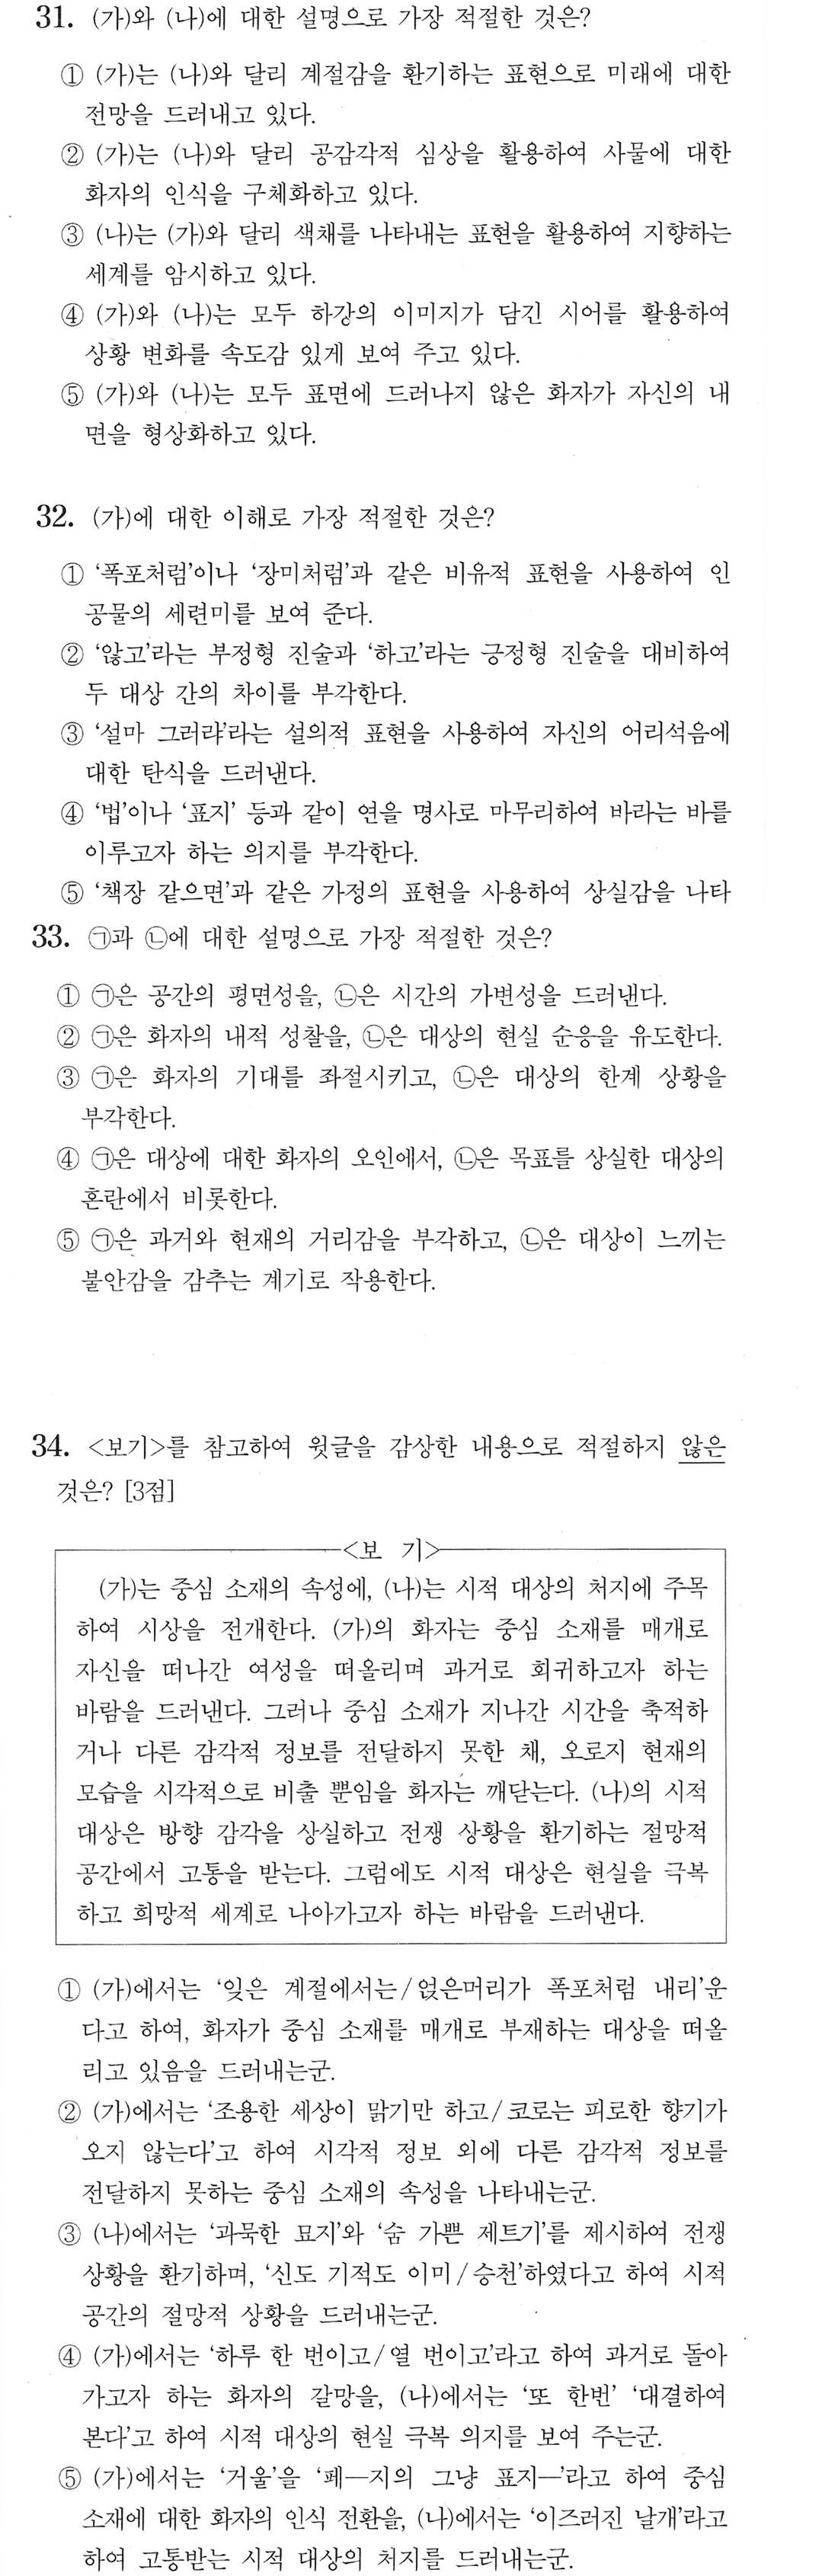 31. (가)와 (나)에 대한 설명으로 가장 적절한 것은?
① (가)는 (나)와 달리 계절감을 환기하는 표현으로 미래에 대한
전망을 드러내고 있다.
② (가)는 (나)와 달리 공감각적 심상을 활용하여 사물에 대한
화자의 인식을 구체화하고 있다.
③ (나)는 (가)와 달리 색채를 나타내는 표현을 활용하여 지향하는
세계를 암시하고 있다.
④ (가)와 (나)는 모두 하강의 이미지가 담긴 시어를 활용하여
상황 변화를 속도감 있게 보여 주고 있다.
⑤ (가)와 (나)는 모두 표면에 드러나지 않은 화자가 자신의 내
면을 형상화하고 있다.
32. (가)에 대한 이해로 가장 적절한 것은?
① ‘폭포처럼’이나 ‘장미처럼’과 같은 비유적 표현을 사용하여 인
공물의 세련미를 보여 준다.
② ‘않고’라는 부정형 진술과 ‘하고’라는 긍정형 진술을 대비하여
두 대상 간의 차이를 부각한다.
③ ‘설마 그러랴’라는 설의적 표현을 사용하여 자신의 어리석음에
대한 탄식을 드러낸다.
④ ‘법’이나 ‘표지’ 등과 같이 연을 명사로 마무리하여 바라는 바를
이루고자 하는 의지를 부각한다.
⑤ ‘책장 같으면’과 같은 가정의 표현을 사용하여 상실감을 나타
33. ㉠과 ㉡에 대한 설명으로 가장 적절한 것은?
① ㉠은 공간의 평면성을, ㉡은 시간의 가변성을 드러낸다.
② ㉠은 화자의 내적 성찰을, ㉡은 대상의 현실 순응을 유도한다.
③ ㉠은 화자의 기대를 좌절시키고, ㉡은 대상의 한계 상황을
부각한다.
④ ㉠은 대상에 대한 화자의 오인에서, ㉡은 목표를 상실한 대상의
혼란에서 비롯한다.
⑤ ㉠은 과거와 현재의 거리감을 부각하고, ㉡은 대상이 느끼는
불안감을 감추는 계기로 작용한다.
34. <보기>를 참고하여 윗글을 감상한 내용으로 적절하지 않은
것은? [3점]
<보 기>
(가)는 중심 소재의 속성에, (나)는 시적 대상의 처지에 주목
하여 시상을 전개한다. (가)의 화자는 중심 소재를 매개로
자신을 떠나간 여성을 떠올리며 과거로 회귀하고자 하는
바람을 드러낸다. 그러나 중심 소재가 지나간 시간을 축적하
거나 다른 감각적 정보를 전달하지 못한 채, 오로지 현재의
모습을 시각적으로 비출 뿐임을 화자는 깨닫는다. (나)의 시적
대상은 방향 감각을 상실하고 전쟁 상황을 환기하는 절망적
공간에서 고통을 받는다. 그럼에도 시적 대상은 현실을 극복
하고 희망적 세계로 나아가고자 하는 바람을 드러낸다.
① (가)에서는 ‘잊은 계절에서는/얹은머리가 폭포처럼 내리’운
다고 하여, 화자가 중심 소재를 매개로 부재하는 대상을 떠올
리고 있음을 드러내는군.
② (가)에서는 ‘조용한 세상이 맑기만 하고/코로는 피로한 향기가
오지 않는다’고 하여 시각적 정보 외에 다른 감각적 정보를
전달하지 못하는 중심 소재의 속성을 나타내는군.
③ (나)에서는 ‘과묵한 묘지’와 ‘숨 가쁜 제트기’를 제시하여 전쟁
상황을 환기하며, ‘신도 기적도 이미/승천’하였다고 하여 시적
공간의 절망적 상황을 드러내는군.
④ (가)에서는 ‘하루 한 번이고/열 번이고’라고 하여 과거로 돌아
가고자 하는 화자의 갈망을, (나)에서는 ‘또 한번’ ‘대결하여
본다’고 하여 시적 대상의 현실 극복 의지를 보여 주는군.
⑤ (가)에서는 ‘거울’을 ‘페―지의 그냥 표지―’라고 하여 중심
소재에 대한 화자의 인식 전환을, (나)에서는 ‘이즈러진 날개’라고
하여 고통받는 시적 대상의 처지를 드러내는군.